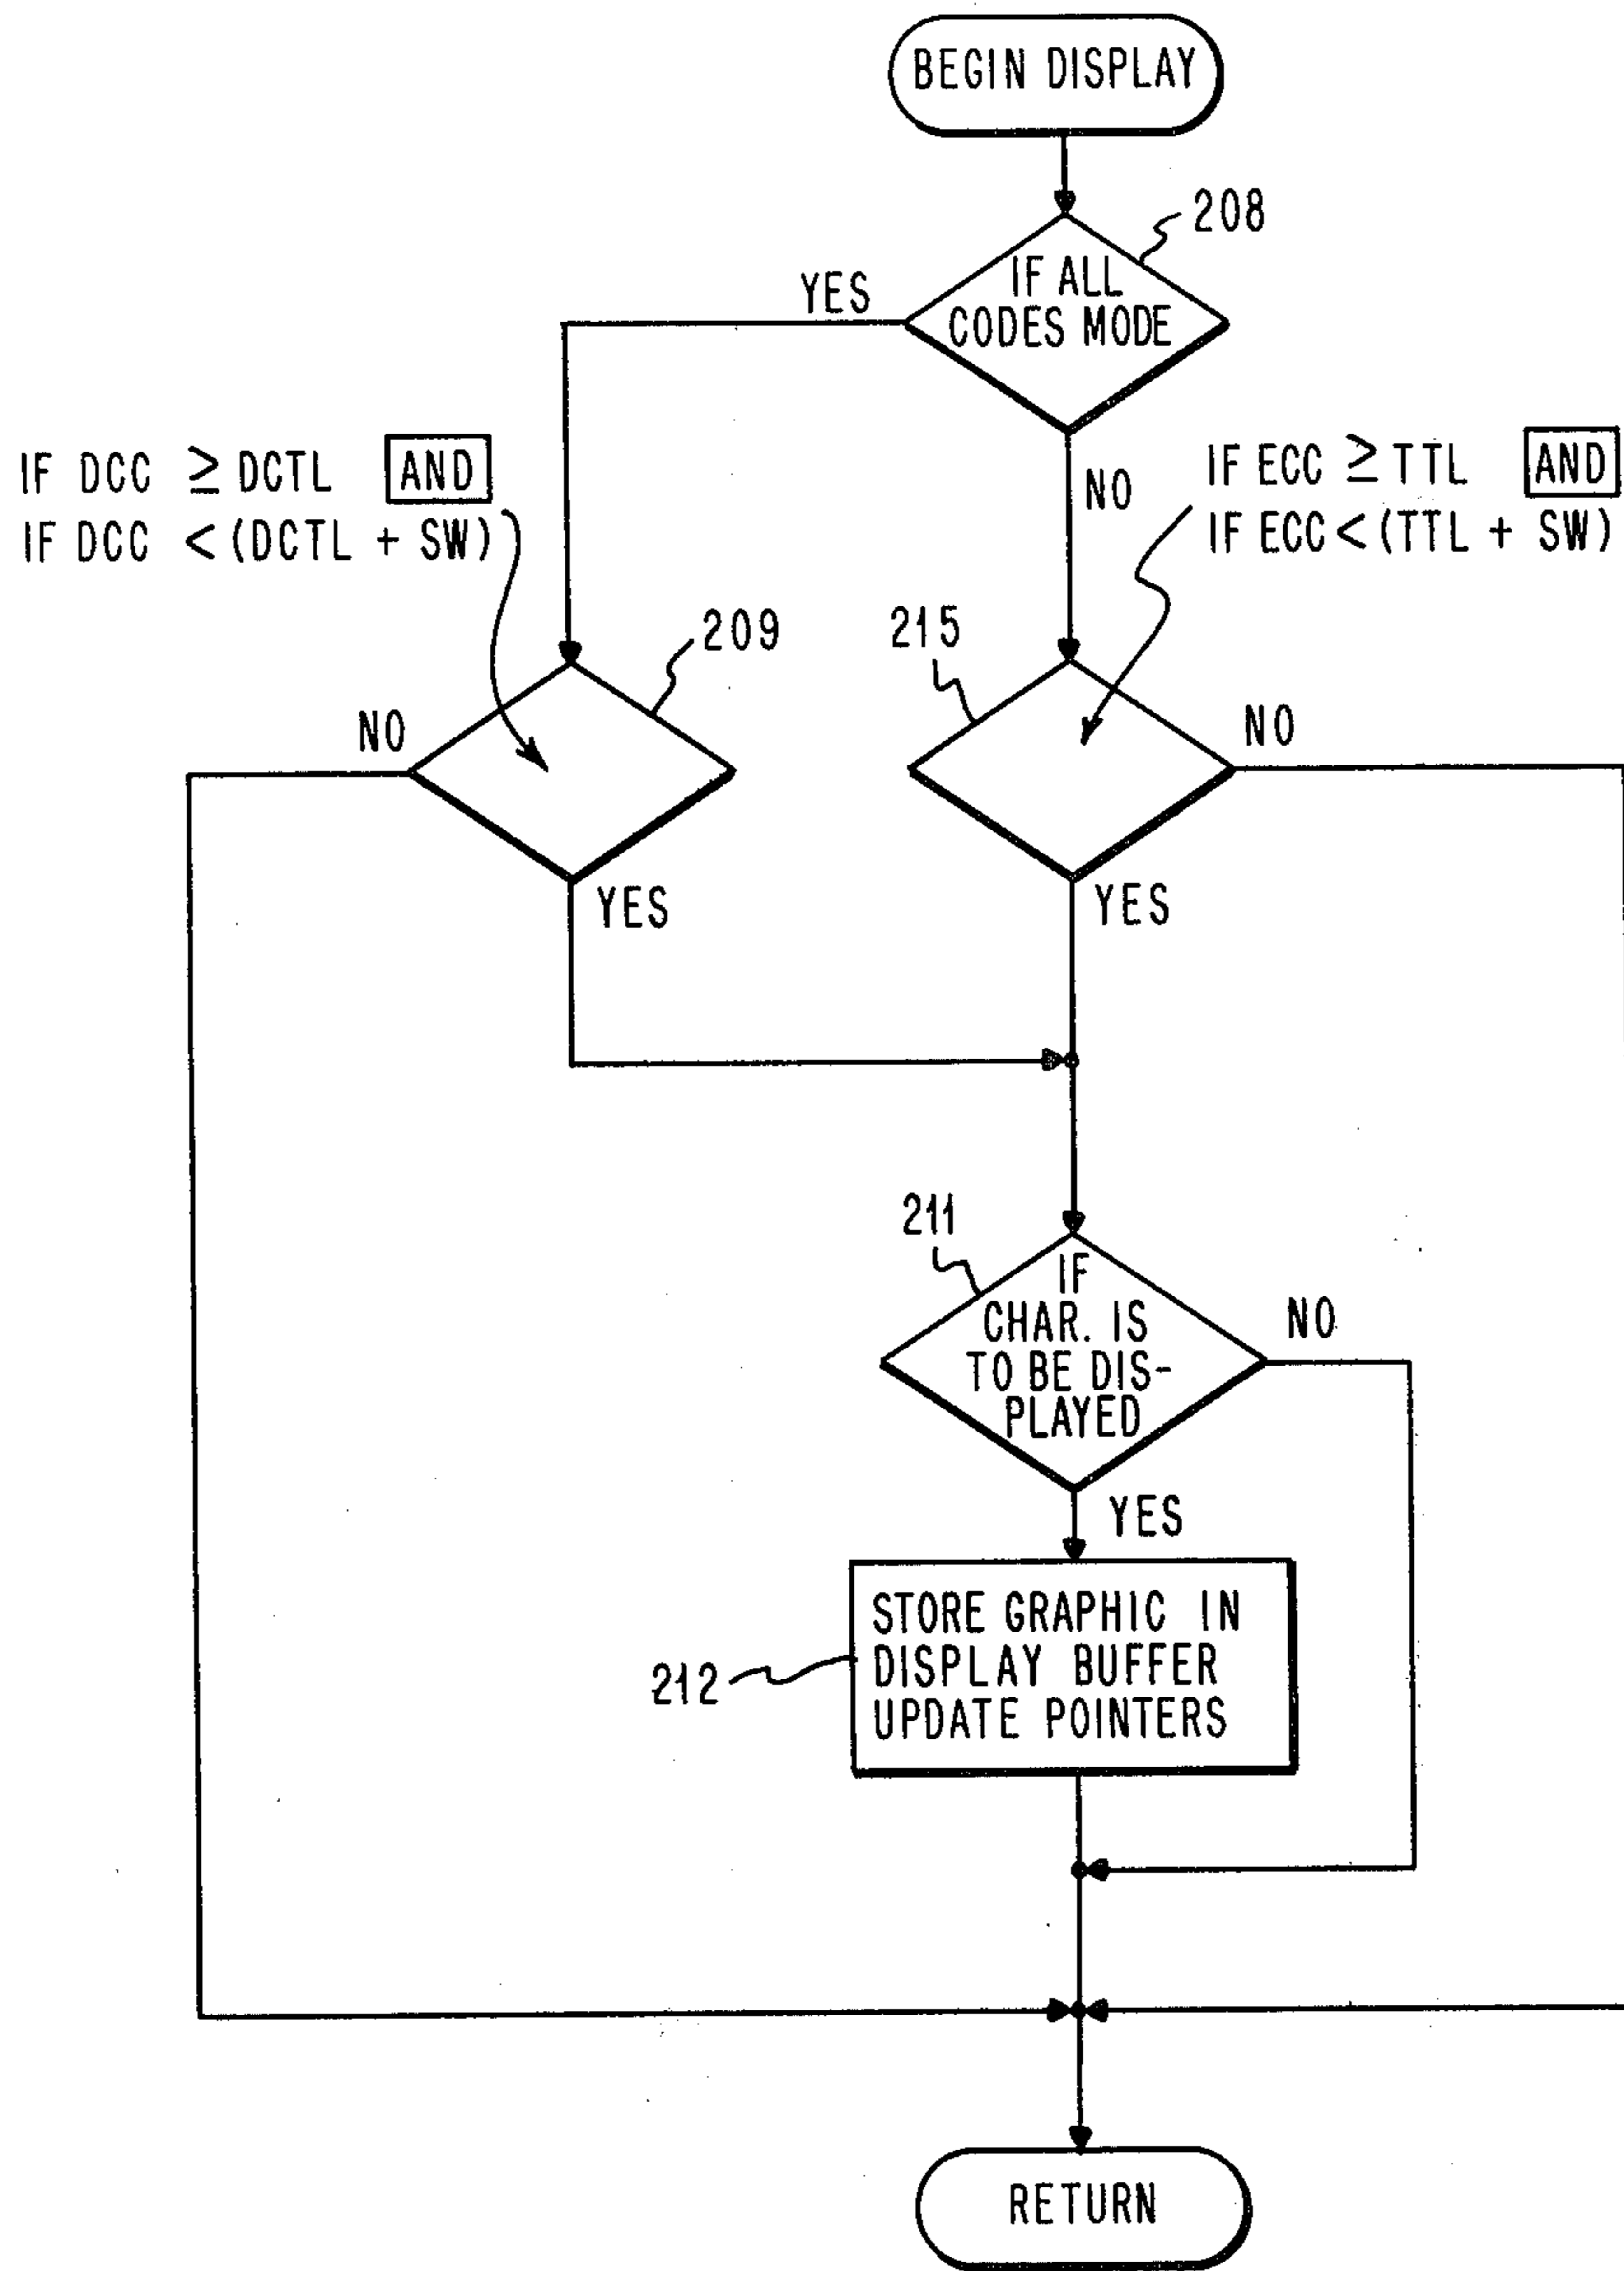 BEGIN DISPLAY
208
IF ALL
CODES MODE
YES
NO
IF DCC ≥ DCTL AND
IF DCC < (DCTL + SW)
IF ECC ≥ TTL AND
IF ECC < (TTL + SW)
209
215
NO
NO
YES
YES
211
IF
CHAR. IS
TO BE DIS-
PLAYED
NO
YES
212
STORE GRAPHIC IN
DISPLAY BUFFER
UPDATE POINTERS
RETURN